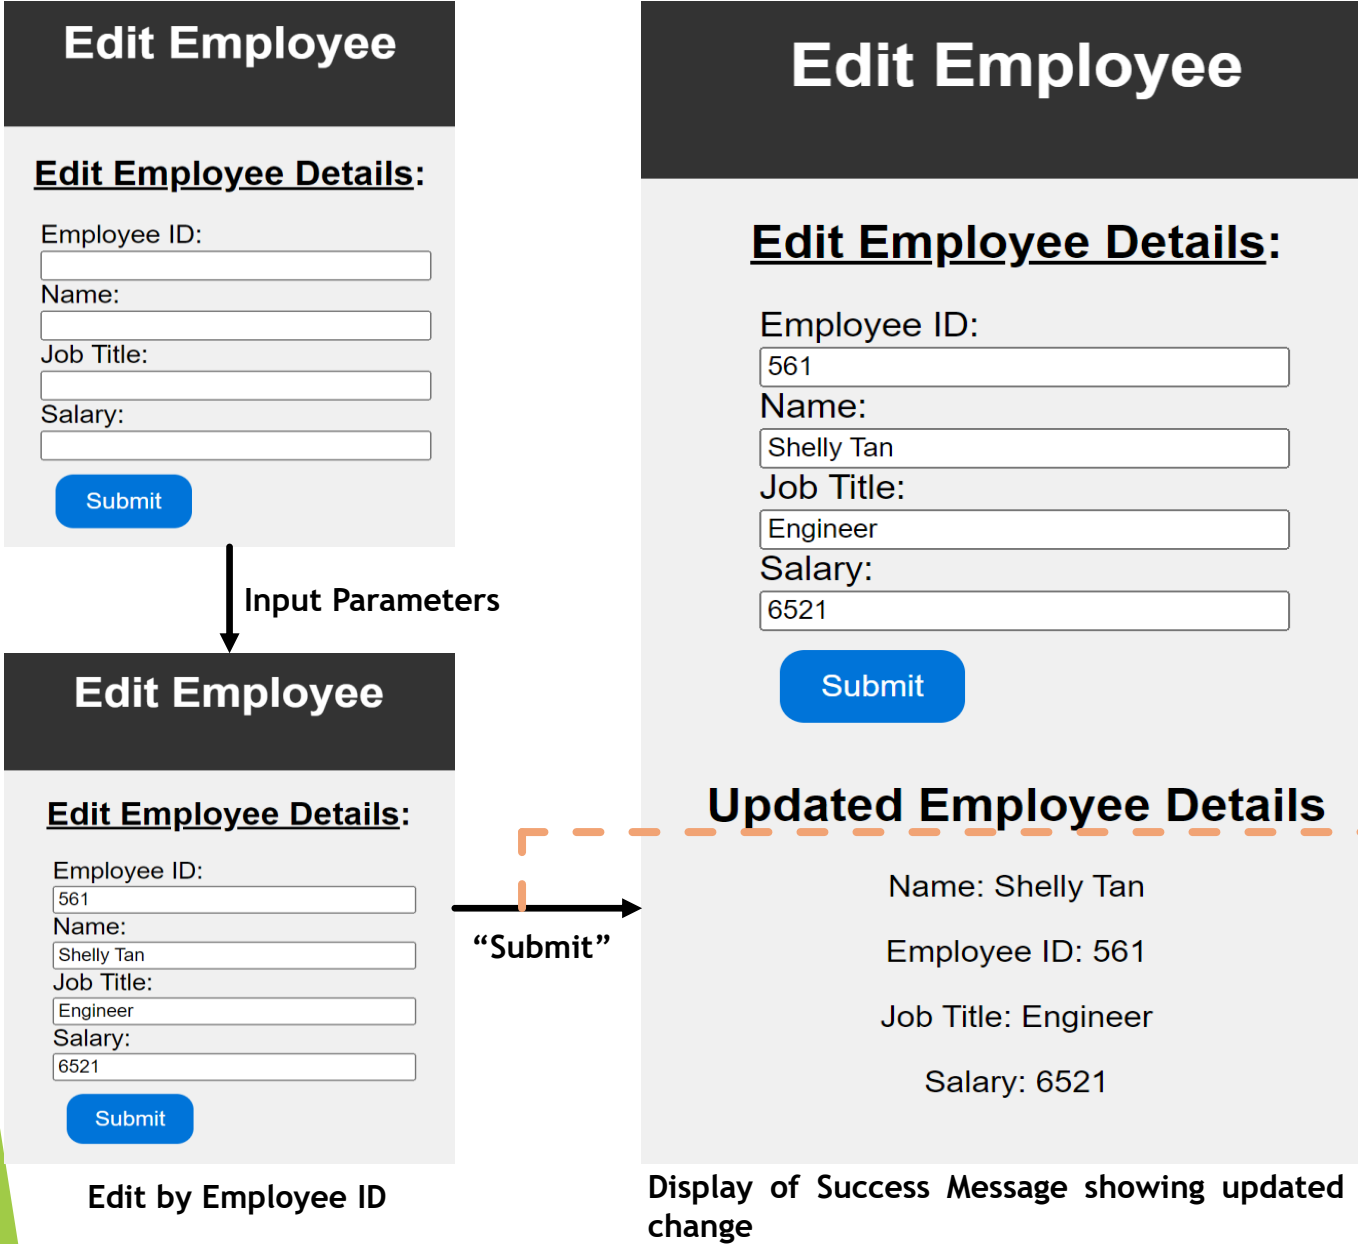 Edit Employee
Edit Employee Details:
Employee ID:
Name:
Job Title:
Salary:
Submit
Input Parameters
Edit Employee
Edit Employee Details:
Employee ID:
561
Name:
Shelly Tan
Job Title:
Engineer
Salary:
6521
Submit
Edit by Employee ID
“Submit”
Edit Employee
Edit Employee Details:
Employee ID:
561
Name:
Shelly Tan
Job Title:
Engineer
Salary:
6521
Submit
Updated Employee Details
Name: Shelly Tan
Employee ID: 561
Job Title: Engineer
Salary: 6521
Display of Success Message showing updated
change